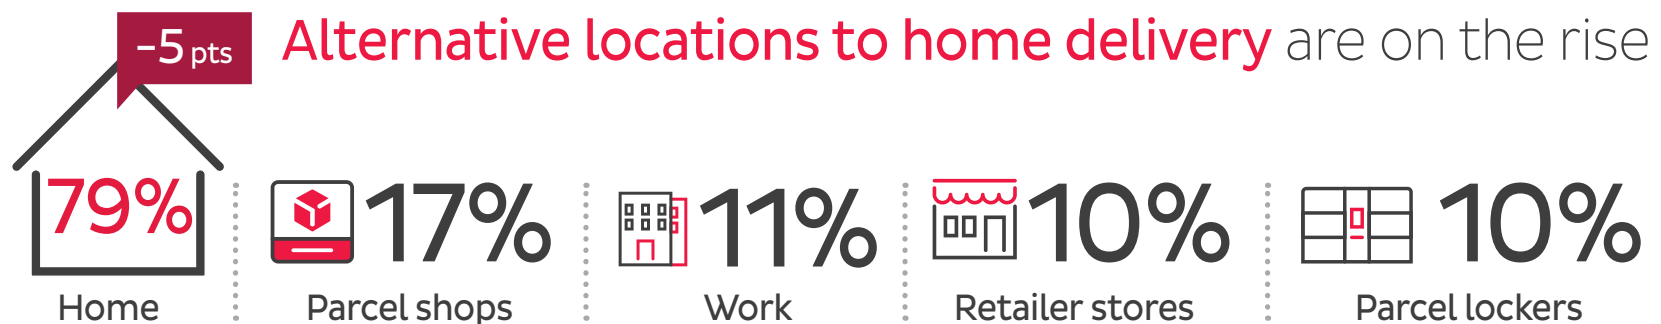 -5 pts
Alternative locations to home delivery are on the rise
79%
17%
11%
10%
10%
Home
Parcel shops
Work
Retailer stores
Parcel lockers